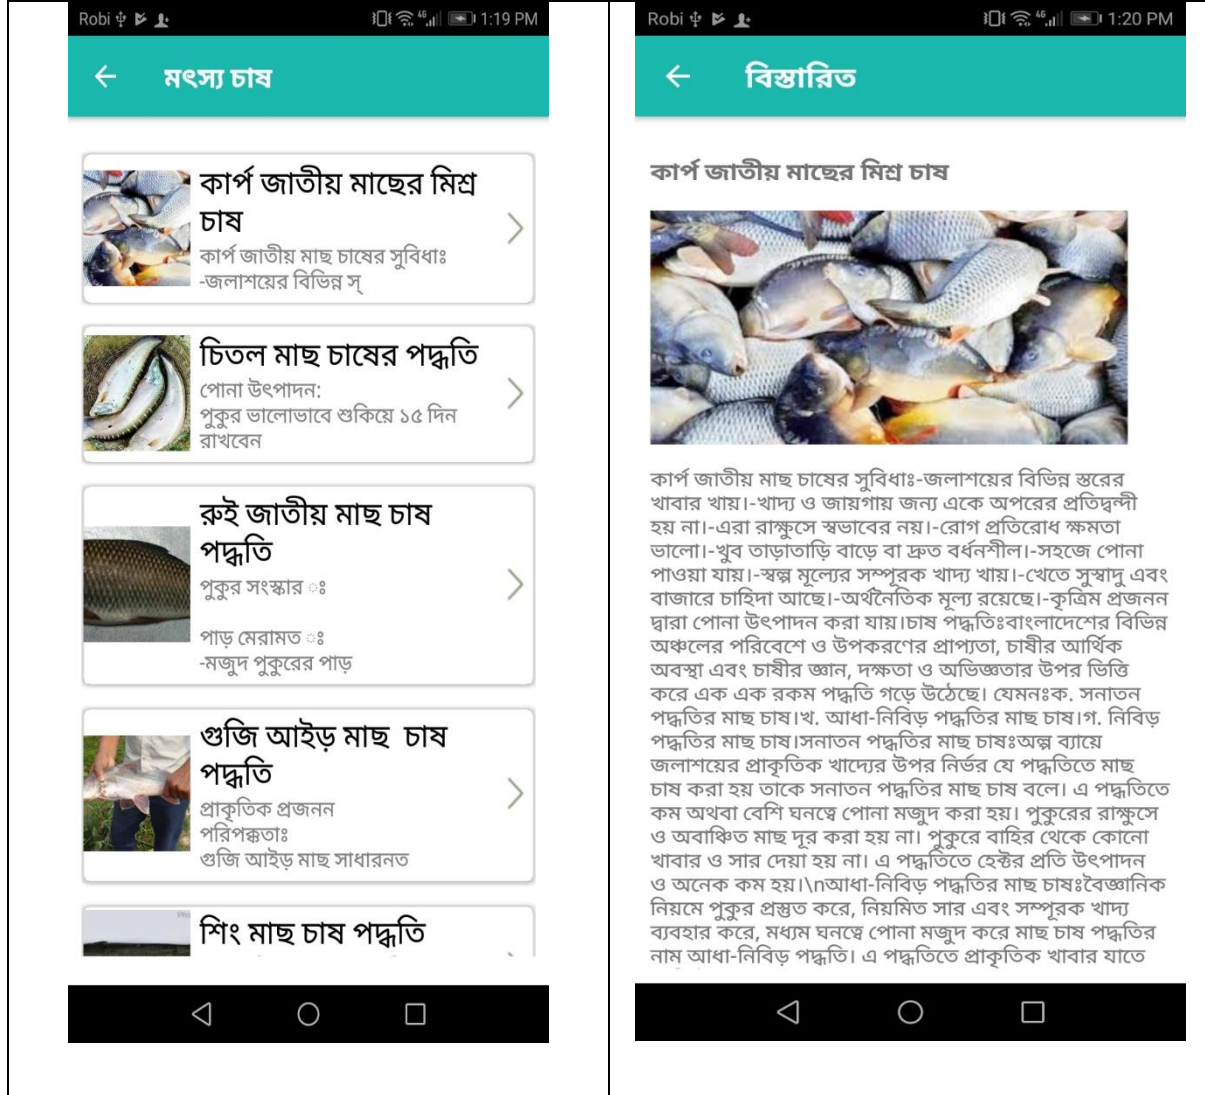 Robi 46 1:19 PM
মৎস্য চাষ
কার্প জাতীয় মাছের মিশ্র
চাষ
কার্প জাতীয় মাছ চাষের সুবিধাঃ
-জলাশয়ের বিভিন্ন স্
চিতল মাছ চাষের পদ্ধতি
পোনা উৎপাদন:
পুকুর ভালোভাবে শুকিয়ে ১৫ দিন
রাখবেন
রুই জাতীয় মাছ চাষ
পদ্ধতি
পুকুর সংস্কার ঃ
পাড় মেরামত ঃ
-মজুদ পুকুরের পাড়
গুজি আইড় মাছ  চাষ
পদ্ধতি
প্রাকৃতিক প্রজনন
পরিপক্কতাঃ
গুজি আইড় মাছ সাধারনত
শিং মাছ চাষ পদ্ধতি
Robi 46 1:20 PM
বিস্তারিত
কার্প জাতীয় মাছের মিশ্র চাষ
কার্প জাতীয় মাছ চাষের সুবিধাঃ-জলাশয়ের বিভিন্ন স্তরের
খাবার খায়।-খাদ্য ও জায়গায় জন্য একে অপরের প্রতিদ্বন্দী
হয় না।-এরা রাক্ষুসে স্বভাবের নয়।-রোগ প্রতিরোধ ক্ষমতা
ভালো।-খুব তাড়াতাড়ি বাড়ে বা দ্রুত বর্ধনশীল।-সহজে পোনা
পাওয়া যায়।-স্বল্প মূল্যের সম্পূরক খাদ্য খায়।-খেতে সুস্বাদু এবং
বাজারে চাহিদা আছে।-অর্থনৈতিক মূল্য রয়েছে।-কৃত্রিম প্রজনন
দ্বারা পোনা উৎপাদন করা যায়।চাষ পদ্ধতিঃবাংলাদেশের বিভিন্ন
অঞ্চলের পরিবেশে ও উপকরণের প্রাপ্যতা, চাষীর আর্থিক
অবস্থা এবং চাষীর জ্ঞান, দক্ষতা ও অভিজ্ঞতার উপর ভিত্তি
করে এক এক রকম পদ্ধতি গড়ে উঠেছে। যেমনঃক. সনাতন
পদ্ধতির মাছ চাষ।খ. আধা-নিবিড় পদ্ধতির মাছ চাষ।গ. নিবিড়
পদ্ধতির মাছ চাষ।সনাতন পদ্ধতির মাছ চাষঃঅল্প ব্যায়ে
জলাশয়ের প্রাকৃতিক খাদ্যের উপর নির্ভর যে পদ্ধতিতে মাছ
চাষ করা হয় তাকে সনাতন পদ্ধতির মাছ চাষ বলে। এ পদ্ধতিতে
কম অথবা বেশি ঘনত্বে পোনা মজুদ করা হয়। পুকুরের রাক্ষুসে
ও অবাঞ্চিত মাছ দূর করা হয় না। পুকুরে বাহির থেকে কোনো
খাবার ও সার দেয়া হয় না। এ পদ্ধতিতে হেক্টর প্রতি উৎপাদন
ও অনেক কম হয়।\nআধা-নিবিড় পদ্ধতির মাছ চাষঃবৈজ্ঞানিক
নিয়মে পুকুর প্রস্তুত করে, নিয়মিত সার এবং সম্পূরক খাদ্য
ব্যবহার করে, মধ্যম ঘনত্বে পোনা মজুদ করে মাছ চাষ পদ্ধতির
নাম আধা-নিবিড় পদ্ধতি। এ পদ্ধতিতে প্রাকৃতিক খাবার যাতে